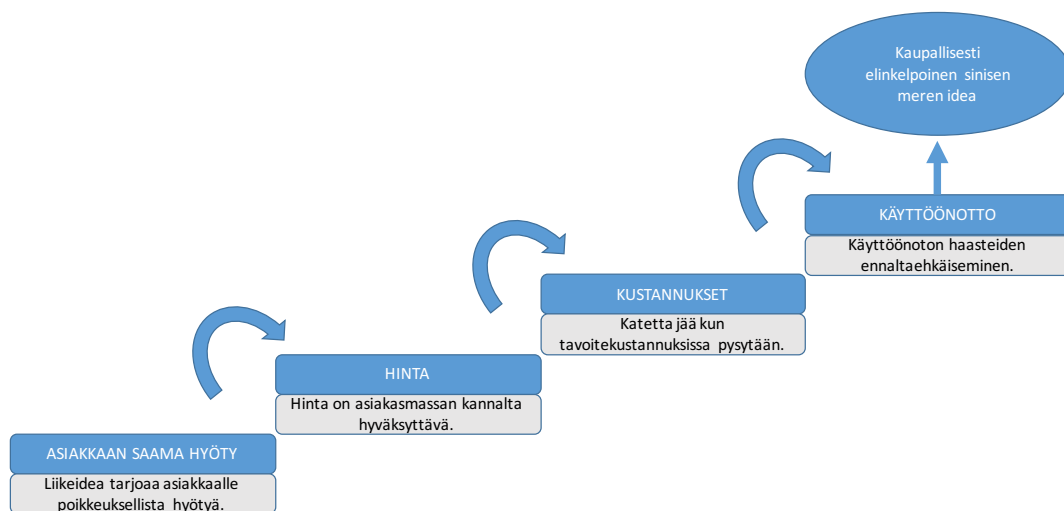 Kaupallisesti
elinkelpoinen sinisen
meren idea
KÄYTTÖÖNOTTO
Käyttöönoton haasteiden
ennaltaehkäiseminen.
KUSTANNUKSET
Katetta jää kun
tavoitekustannuksissa pysytään.
HINTA
Hinta on asiakasmassan kannalta
hyväksyttävä.
ASIAKKAAN SAAMA HYÖTY
Liikeidea tarjoaa asiakkaalle
poikkeuksellista hyötyä.